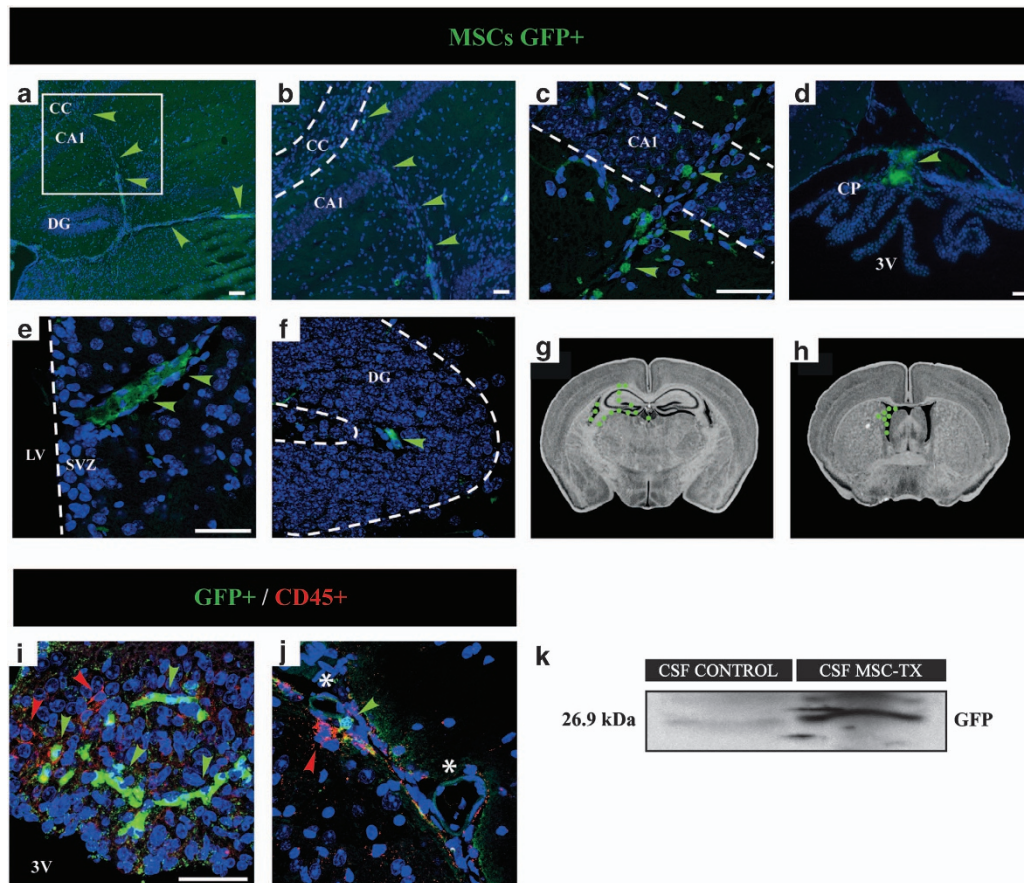 MSCs GFP+
a
CC
CA1
DG
b
CC
CA1
c
CA1
d
CP
3V
e
LV
SVZ
f
DG
g
h
GFP+ / CD45+
i
3V
j
*
*
k
CSF CONTROL CSF MSC-TX
26.9 kDa
GFP